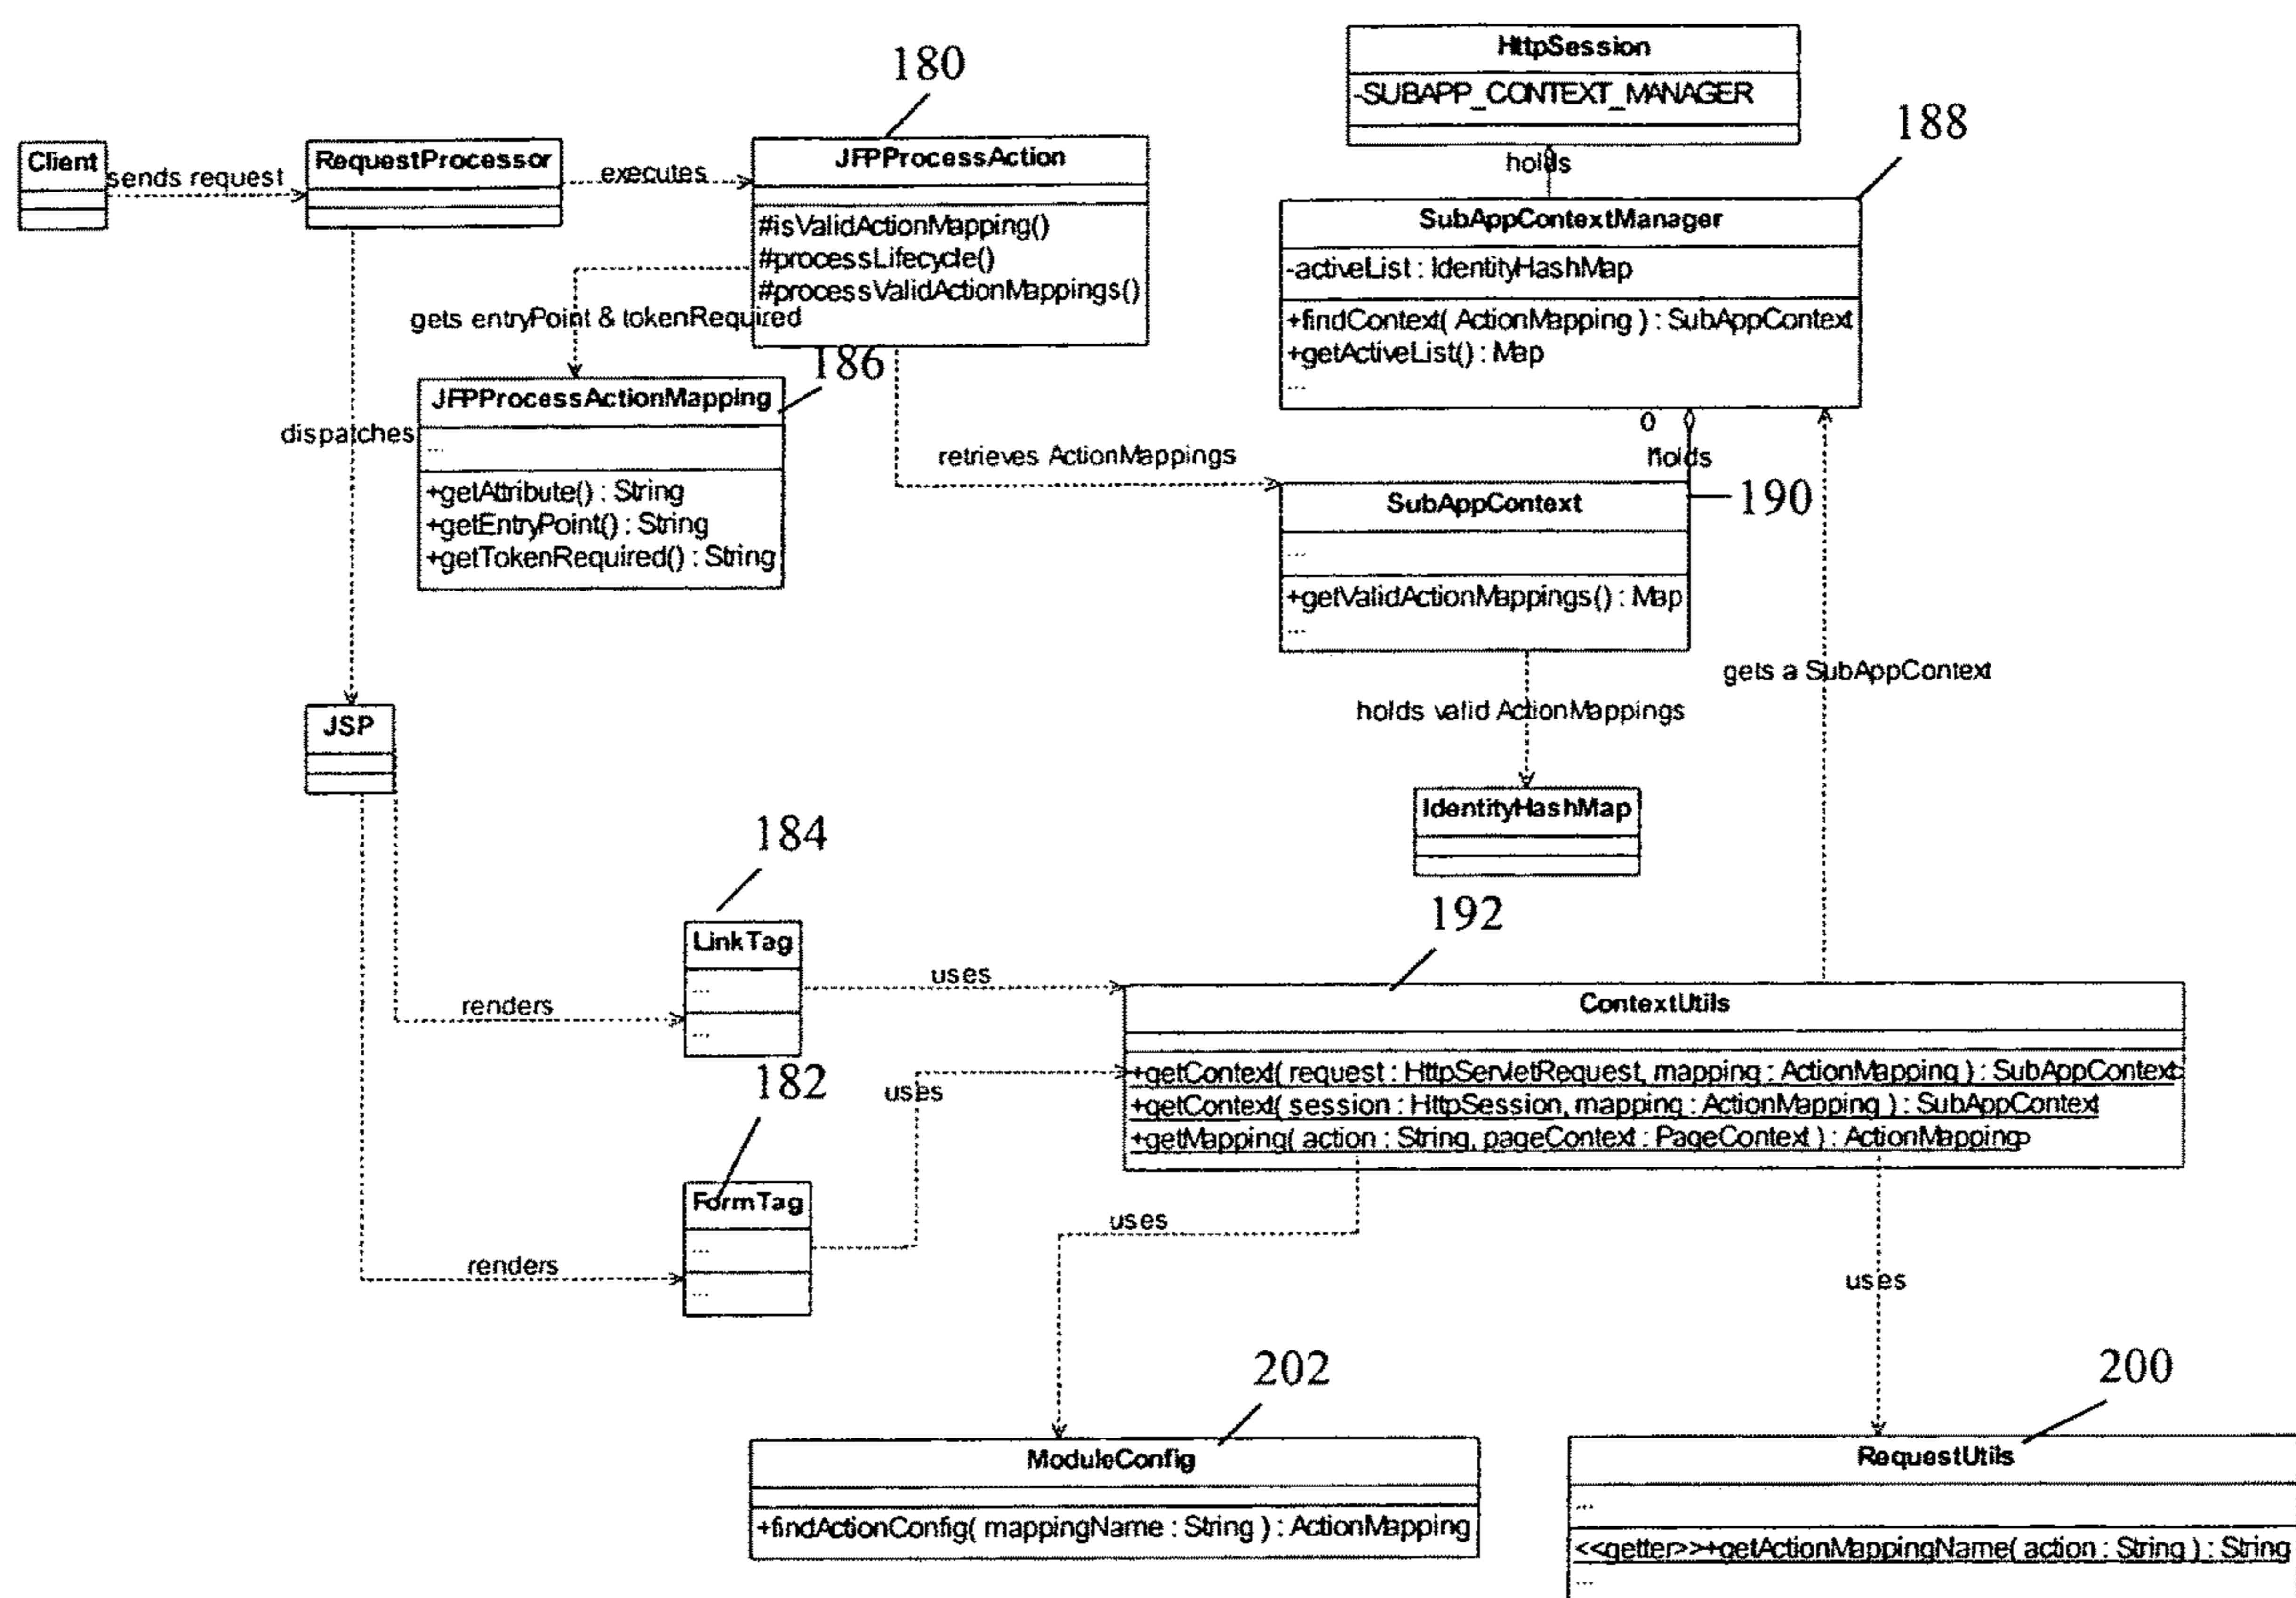 HttpSession
-SUBAPP_CONTEXT_MANAGER
holds
180
188
Client
sends request
RequestProcessor
executes
JFPProcessAction
#isValidActionMapping()
#processLifecycle()
#processValidActionMappings()
SubAppContextManager
-activeList : IdentityHashMap
+findContext( ActionMapping ) : SubAppContext
+getActiveList() : Map
...
gets entryPoint & tokenRequired
186
JFPProcessActionMapping
...
+getAttribute() : String
+getEntryPoint() : String
+getTokenRequired() : String
dispatches
retrieves ActionMappings
0
holds
190
SubAppContext
...
+getValidActionMappings() : Map
...
gets a SubAppContext
holds valid ActionMappings
JSP
IdentityHashMap
184
LinkTag
...
...
renders
uses
192
ContextUtils
+getContext( request : HttpServletRequest, mapping : ActionMapping ) : SubAppContext
+getContext( session : HttpSession, mapping : ActionMapping ) : SubAppContext
+getMapping( action : String, pageContext : PageContext ) : ActionMapping
182
uses
FormTag
...
...
renders
uses
uses
202
200
ModuleConfig
+findActionConfig( mappingName : String ) : ActionMapping
RequestUtils
...
<<getter>>+getActionMappingName( action : String ) : String
...